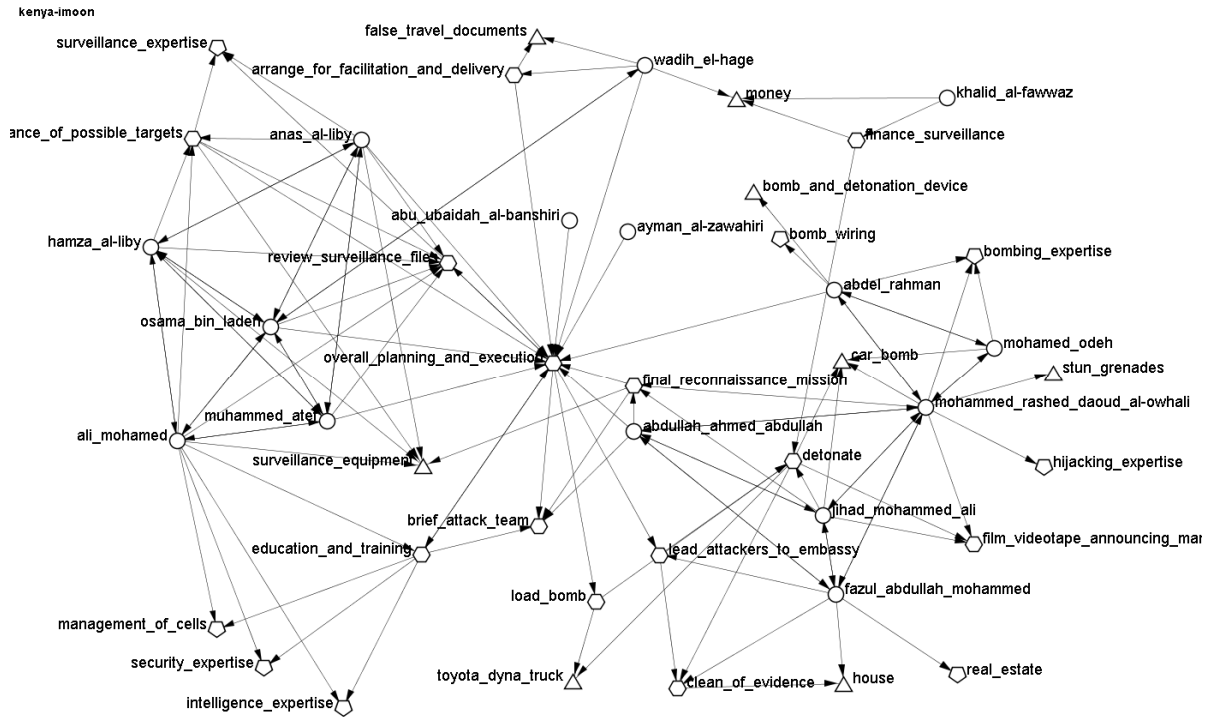 kenya-imoon
false_travel_documents
surveillance_expertise
wadih_el-hage
arrange_for_facilitation_and_delivery
money
khalid_al-fawwaz
ance_of_possible_targets
anas_al-liby
finance_surveillance
bomb_and_detonation_device
abu_ubaidah_al-banshiri
ayman_al-zawahiri
bomb_wiring
hamza_al-liby
review_surveillance_files
bombing_expertise
abdel_rahman
osama_bin_laden
overall_planning_and_execution
car_bomb
mohamed_odeh
stun_grenades
final_reconnaissance_mission
mohammed_rashed_daoud_al-owhali
muhammed_atef
abdullah_ahmed_abdullah
ali_mohamed
surveillance_equipment
detonate
hijacking_expertise
jihad_mohammed_ali
brief_attack_team
film_videotape_announcing_mar
education_and_training
lead_attackers_to_embassy
load_bomb
fazul_abdullah_mohammed
management_of_cells
security_expertise
toyota_dyna_truck
clean_of_evidence
house
real_estate
intelligence_expertise